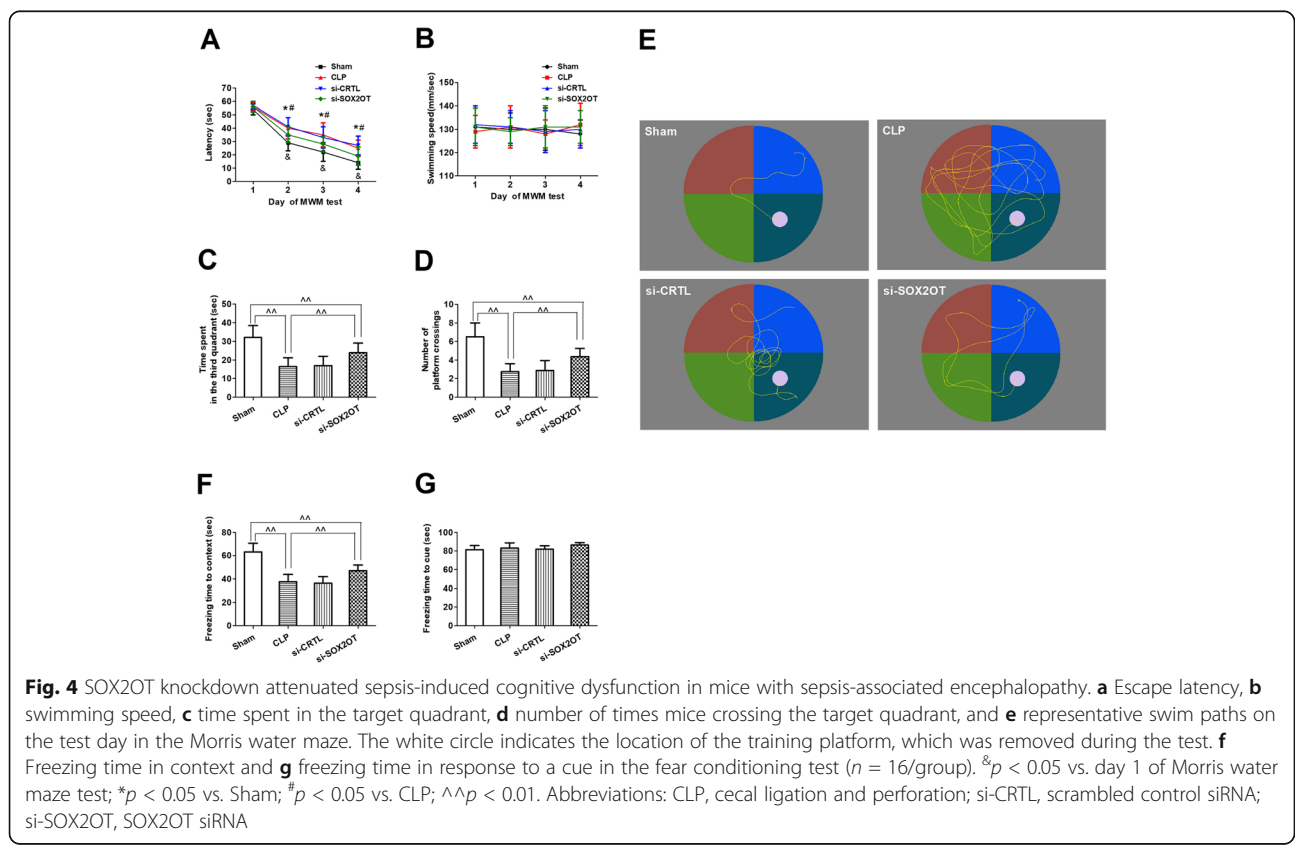 A
Sham
CLP
si-CRTL
si-SOX2OT
Latency (sec)
70
60
50
40
30
20
10
0
*#
*#
*#
&
&
&
1 2 3 4
Day of MWM test
B
Sham
CLP
si-CRTL
si-SOX2OT
Swimming speed(mm/sec)
150
140
130
120
110
1 2 3 4
Day of MWM test
E
Sham
CLP
si-CRTL
si-SOX2OT
C
Time spent
in the third quadrant (sec)
50
40
30
20
10
0
^^
^^
^^
Sham CLP si-CRTL si-SOX2OT
D
Number of
platform crossings
10
8
6
4
2
0
^^
^^
^^
Sham CLP si-CRTL si-SOX2OT
F
Freezing time to context (sec)
80
60
40
20
0
^^
^^
^^
Sham CLP si-CRTL si-SOX2OT
G
Freezing time to cue (sec)
100
80
60
40
20
0
Sham CLP si-CRTL si-SOX2OT
Fig. 4 SOX2OT knockdown attenuated sepsis-induced cognitive dysfunction in mice with sepsis-associated encephalopathy. a Escape latency, b
swimming speed, c time spent in the target quadrant, d number of times mice crossing the target quadrant, and e representative swim paths on
the test day in the Morris water maze. The white circle indicates the location of the training platform, which was removed during the test. f
Freezing time in context and g freezing time in response to a cue in the fear conditioning test (n = 16/group). &p < 0.05 vs. day 1 of Morris water
maze test; *p < 0.05 vs. Sham; #p < 0.05 vs. CLP; ^^p < 0.01. Abbreviations: CLP, cecal ligation and perforation; si-CRTL, scrambled control siRNA;
si-SOX2OT, SOX2OT siRNA